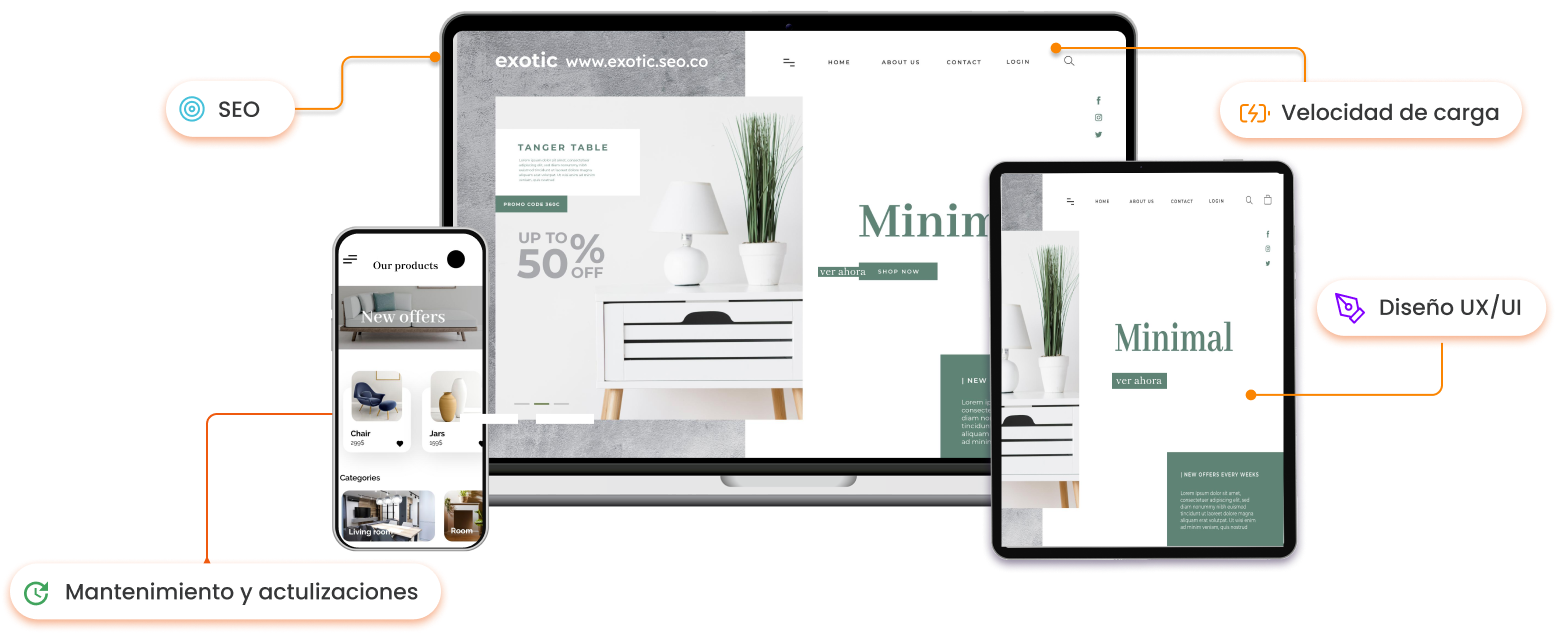 SEO
exotic www.exotic.seo.co
HOME
ABOUT US
CONTACT
LOGIN
Velocidad de carga
TANGER TABLE
PROMO CODE 360C
UP TO
50%
OFF
Minim
ver ahora
SHOP NOW
| NEW
Lorem ip
consecte
diam no
tincidun
aliquam
ad minin
Our products
New offers
Chair
299$
Jars
199$
Categories
Living room
Room
HOME
ABOUT US
CONTACT
LOGIN
Minimal
ver ahora
| NEW OFFERS EVERY WEEKS
Lorem ipsum dolor sit amet,
consectetuer adipiscing elit, sed
diam nonummy nibh euismod
tincidunt ut laoreet dolore magna
aliquam erat volutpat. Ut wisi enim
ad minim veniam, quis nostrud
Diseño UX/UI
Mantenimiento y actulizaciones